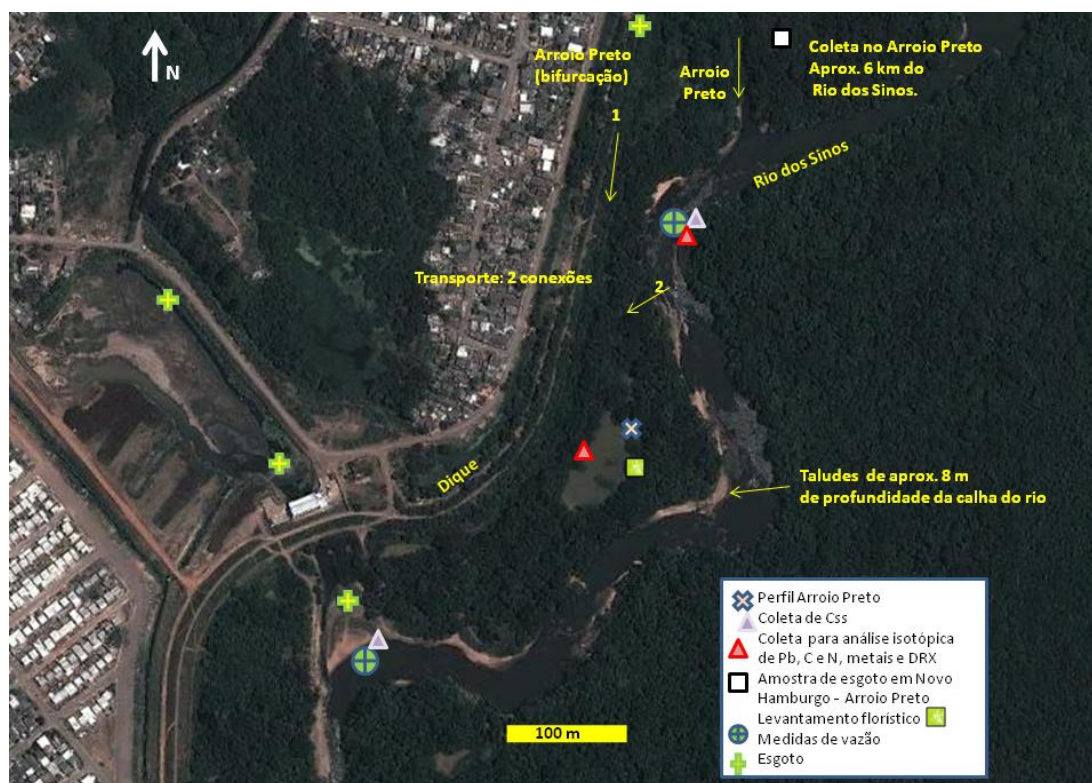 N
Arroio Preto
(bifurcação)
1
Arroio
Preto
Coleta no Arroio Preto
Aprox. 6 km do
Rio dos Sinos.
Rio dos Sinos
Transporte: 2 conexões
2
Dique
Taludes de aprox. 8 m
de profundidade da calha do rio
100 m
Perfil Arroio Preto
Coleta de Css
Coleta para análise isotópica
de Pb, C e N, metais e DRX
Amostra de esgoto em Novo
Hamburgo - Arroio Preto
Levantamento florístico
Medidas de vazão
Esgoto